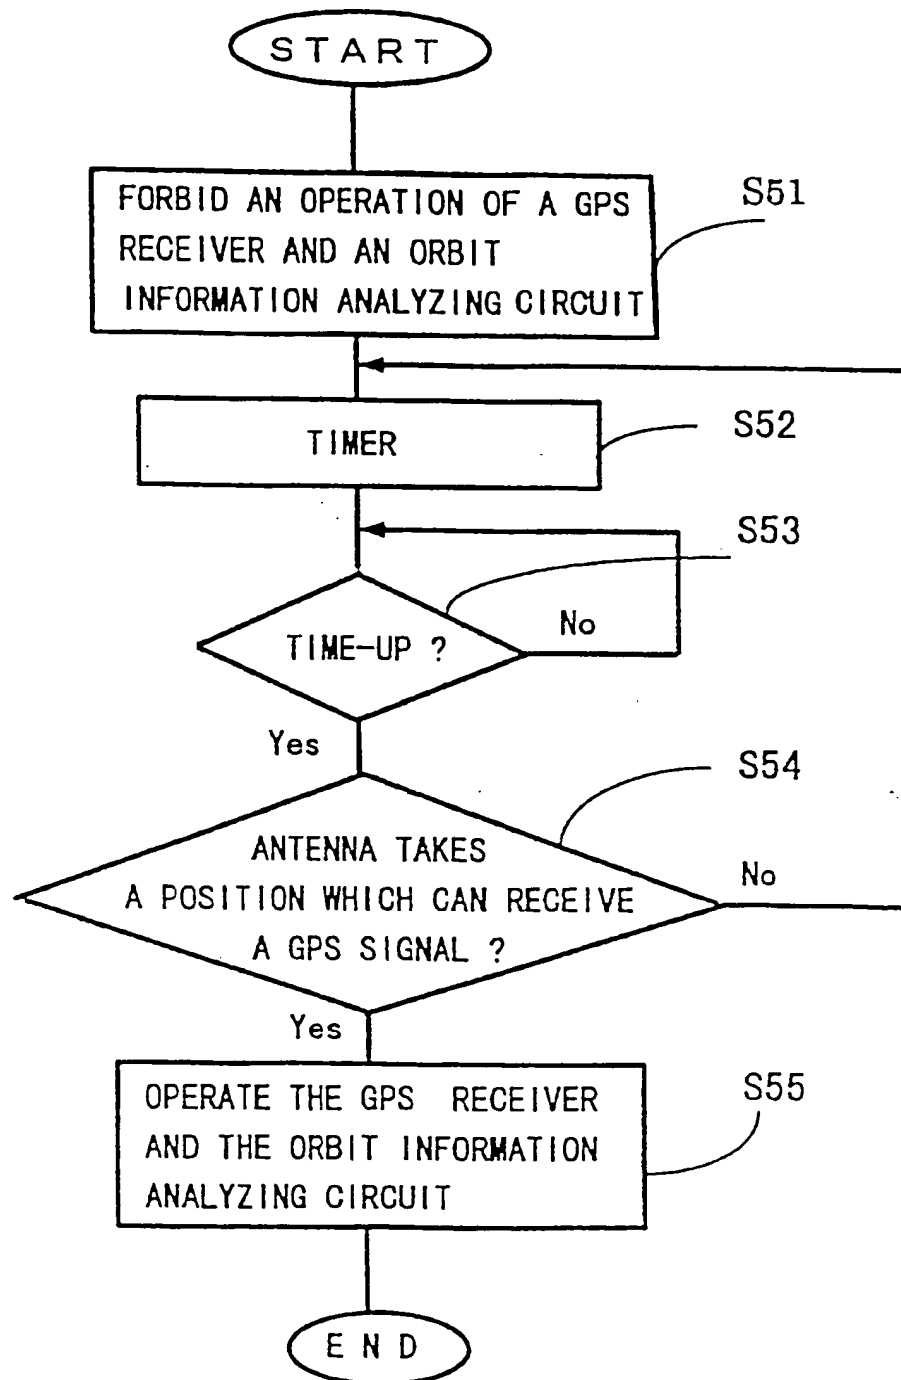 START
FORBID AN OPERATION OF A GPS
RECEIVER AND AN ORBIT
INFORMATION ANALYZING CIRCUIT
S51
TIMER
S52
S53
TIME-UP ?
No
Yes
S54
ANTENNA TAKES
A POSITION WHICH CAN RECEIVE
A GPS SIGNAL ?
No
Yes
OPERATE THE GPS RECEIVER
AND THE ORBIT INFORMATION
ANALYZING CIRCUIT
S55
END